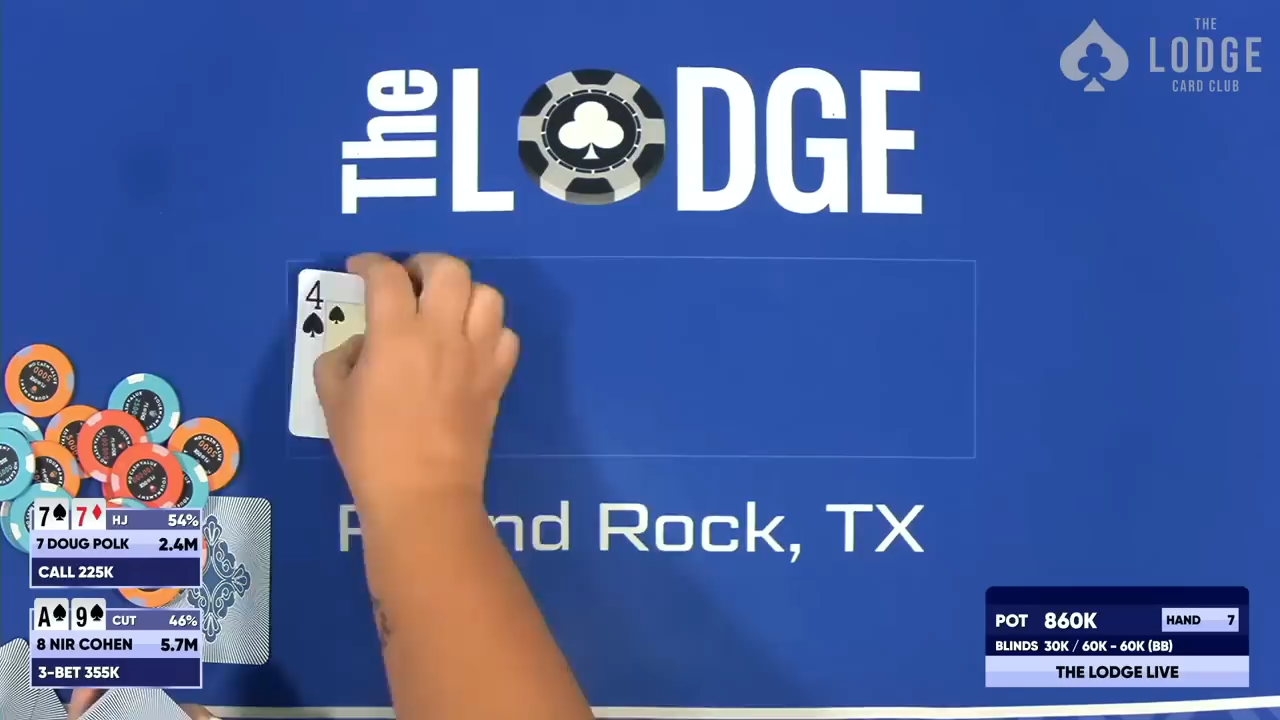 The LODGE
THE
LODGE
CARD CLUB
4
nd Rock, TX
7 7 HJ 54%
7 DOUG POLK 2.4M
CALL 225K
A 9 CUT 46%
8 NIR COHEN 5.7M
3-BET 355K
POT 860K HAND 7
BLINDS 30K / 60K - 60K (BB)
THE LODGE LIVE